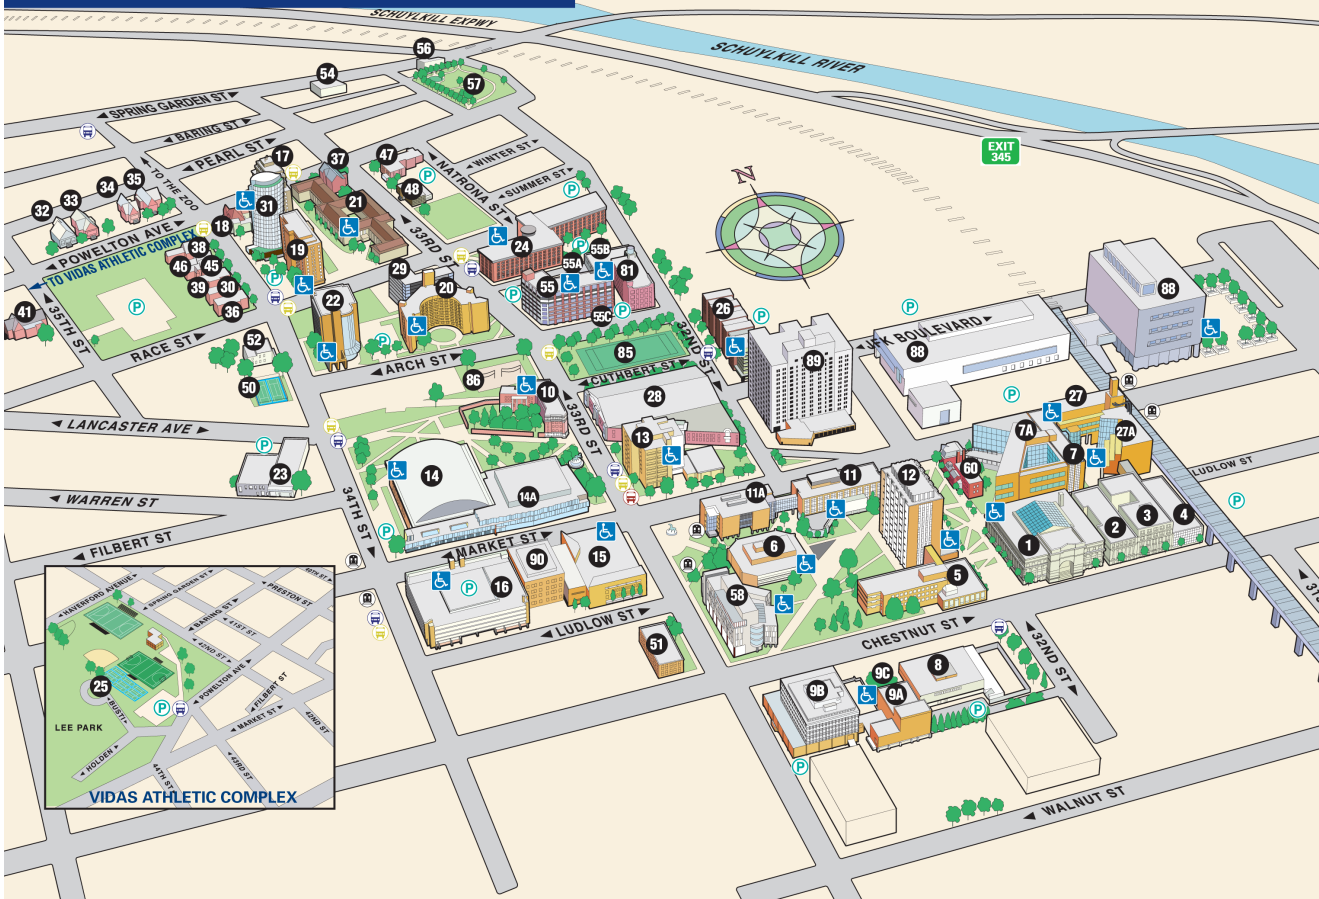 SCHUYLKILL EXPWY
SCHUYLKILL RIVER
56
54
57
SPRING GARDEN ST
BARING ST
PEARL ST
EXIT
345
17
37
47
NATRONA ST
WINTER ST
SUMMER ST
TO THE ZOO
34
35
32
33
31
21
48
N
18
19
POWELTON AVE
TO VIDAS ATHLETIC COMPLEX
38
46
45
39
30
36
P
33RD ST
24
55A
55B
55
81
55C
29
20
22
88
41
35TH ST
RACE ST
52
50
ARCH ST
86
10
85
CUTHBERT ST
32ND ST
26
89
JFK BOULEVARD
88
28
33RD ST
13
LANCASTER AVE
23
WARREN ST
FILBERT ST
34TH ST
14
14A
27
7A
27A
7
60
12
11
11A
LUDLOW ST
1
2
3
4
MARKET ST
90
15
16
6
58
5
LUDLOW ST
51
CHESTNUT ST
32ND ST
9C
8
9B
9A
WALNUT ST
HAVERFORD AVENUE
SPRING GARDEN ST
40TH ST
PRESTON ST
BARING ST
41ST ST
42ND ST
POWELTON AVE
FILBERT ST
MARKET ST
42ND ST
25
BUSTI
P
LEE PARK
HOLDEN
44TH ST
43RD ST
VIDAS ATHLETIC COMPLEX